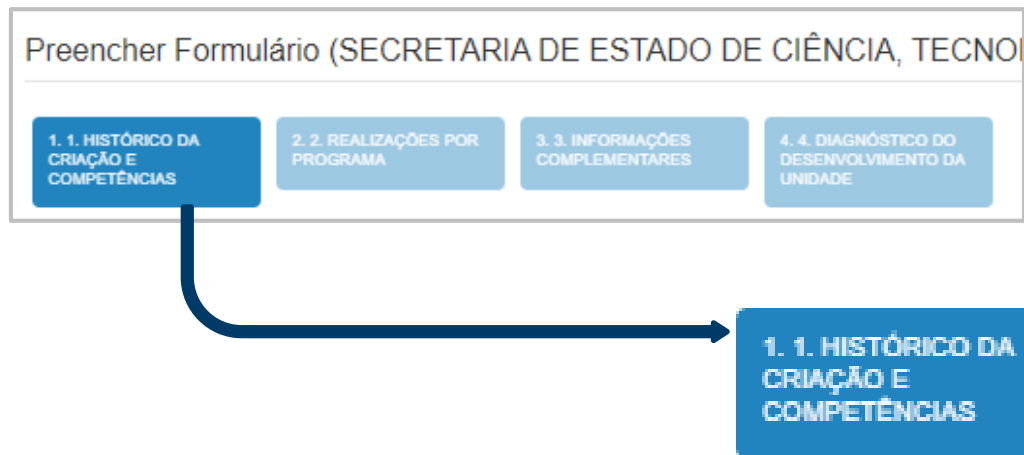 Preencher Formulário (SECRETARIA DE ESTADO DE CIÊNCIA, TECNOL
1. 1. HISTÓRICO DA
CRIAÇÃO E
COMPETÊNCIAS
2. 2. REALIZAÇÕES POR
PROGRAMA
3. 3. INFORMAÇÕES
COMPLEMENTARES
4. 4. DIAGNÓSTICO DO
DESENVOLVIMENTO DA
UNIDADE
1. 1. HISTÓRICO DA
CRIAÇÃO E
COMPETÊNCIAS